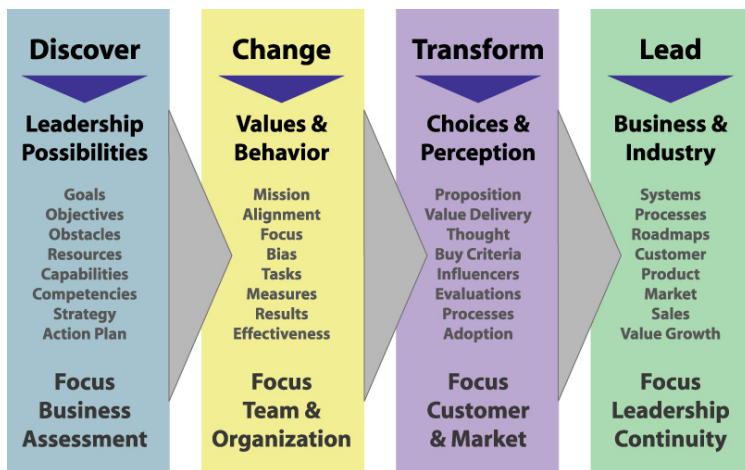 Discover
Leadership
Possibilities
Goals
Objectives
Obstacles
Resources
Capabilities
Competencies
Strategy
Action Plan
Focus
Business
Assessment
Change
Values &
Behavior
Mission
Alignment
Focus
Bias
Tasks
Measures
Results
Effectiveness
Focus
Team &
Organization
Transform
Choices &
Perception
Proposition
Value Delivery
Thought
Buy Criteria
Influencers
Evaluations
Processes
Adoption
Focus
Customer
& Market
Lead
Business &
Industry
Systems
Processes
Roadmaps
Customer
Product
Market
Sales
Value Growth
Focus
Leadership
Continuity